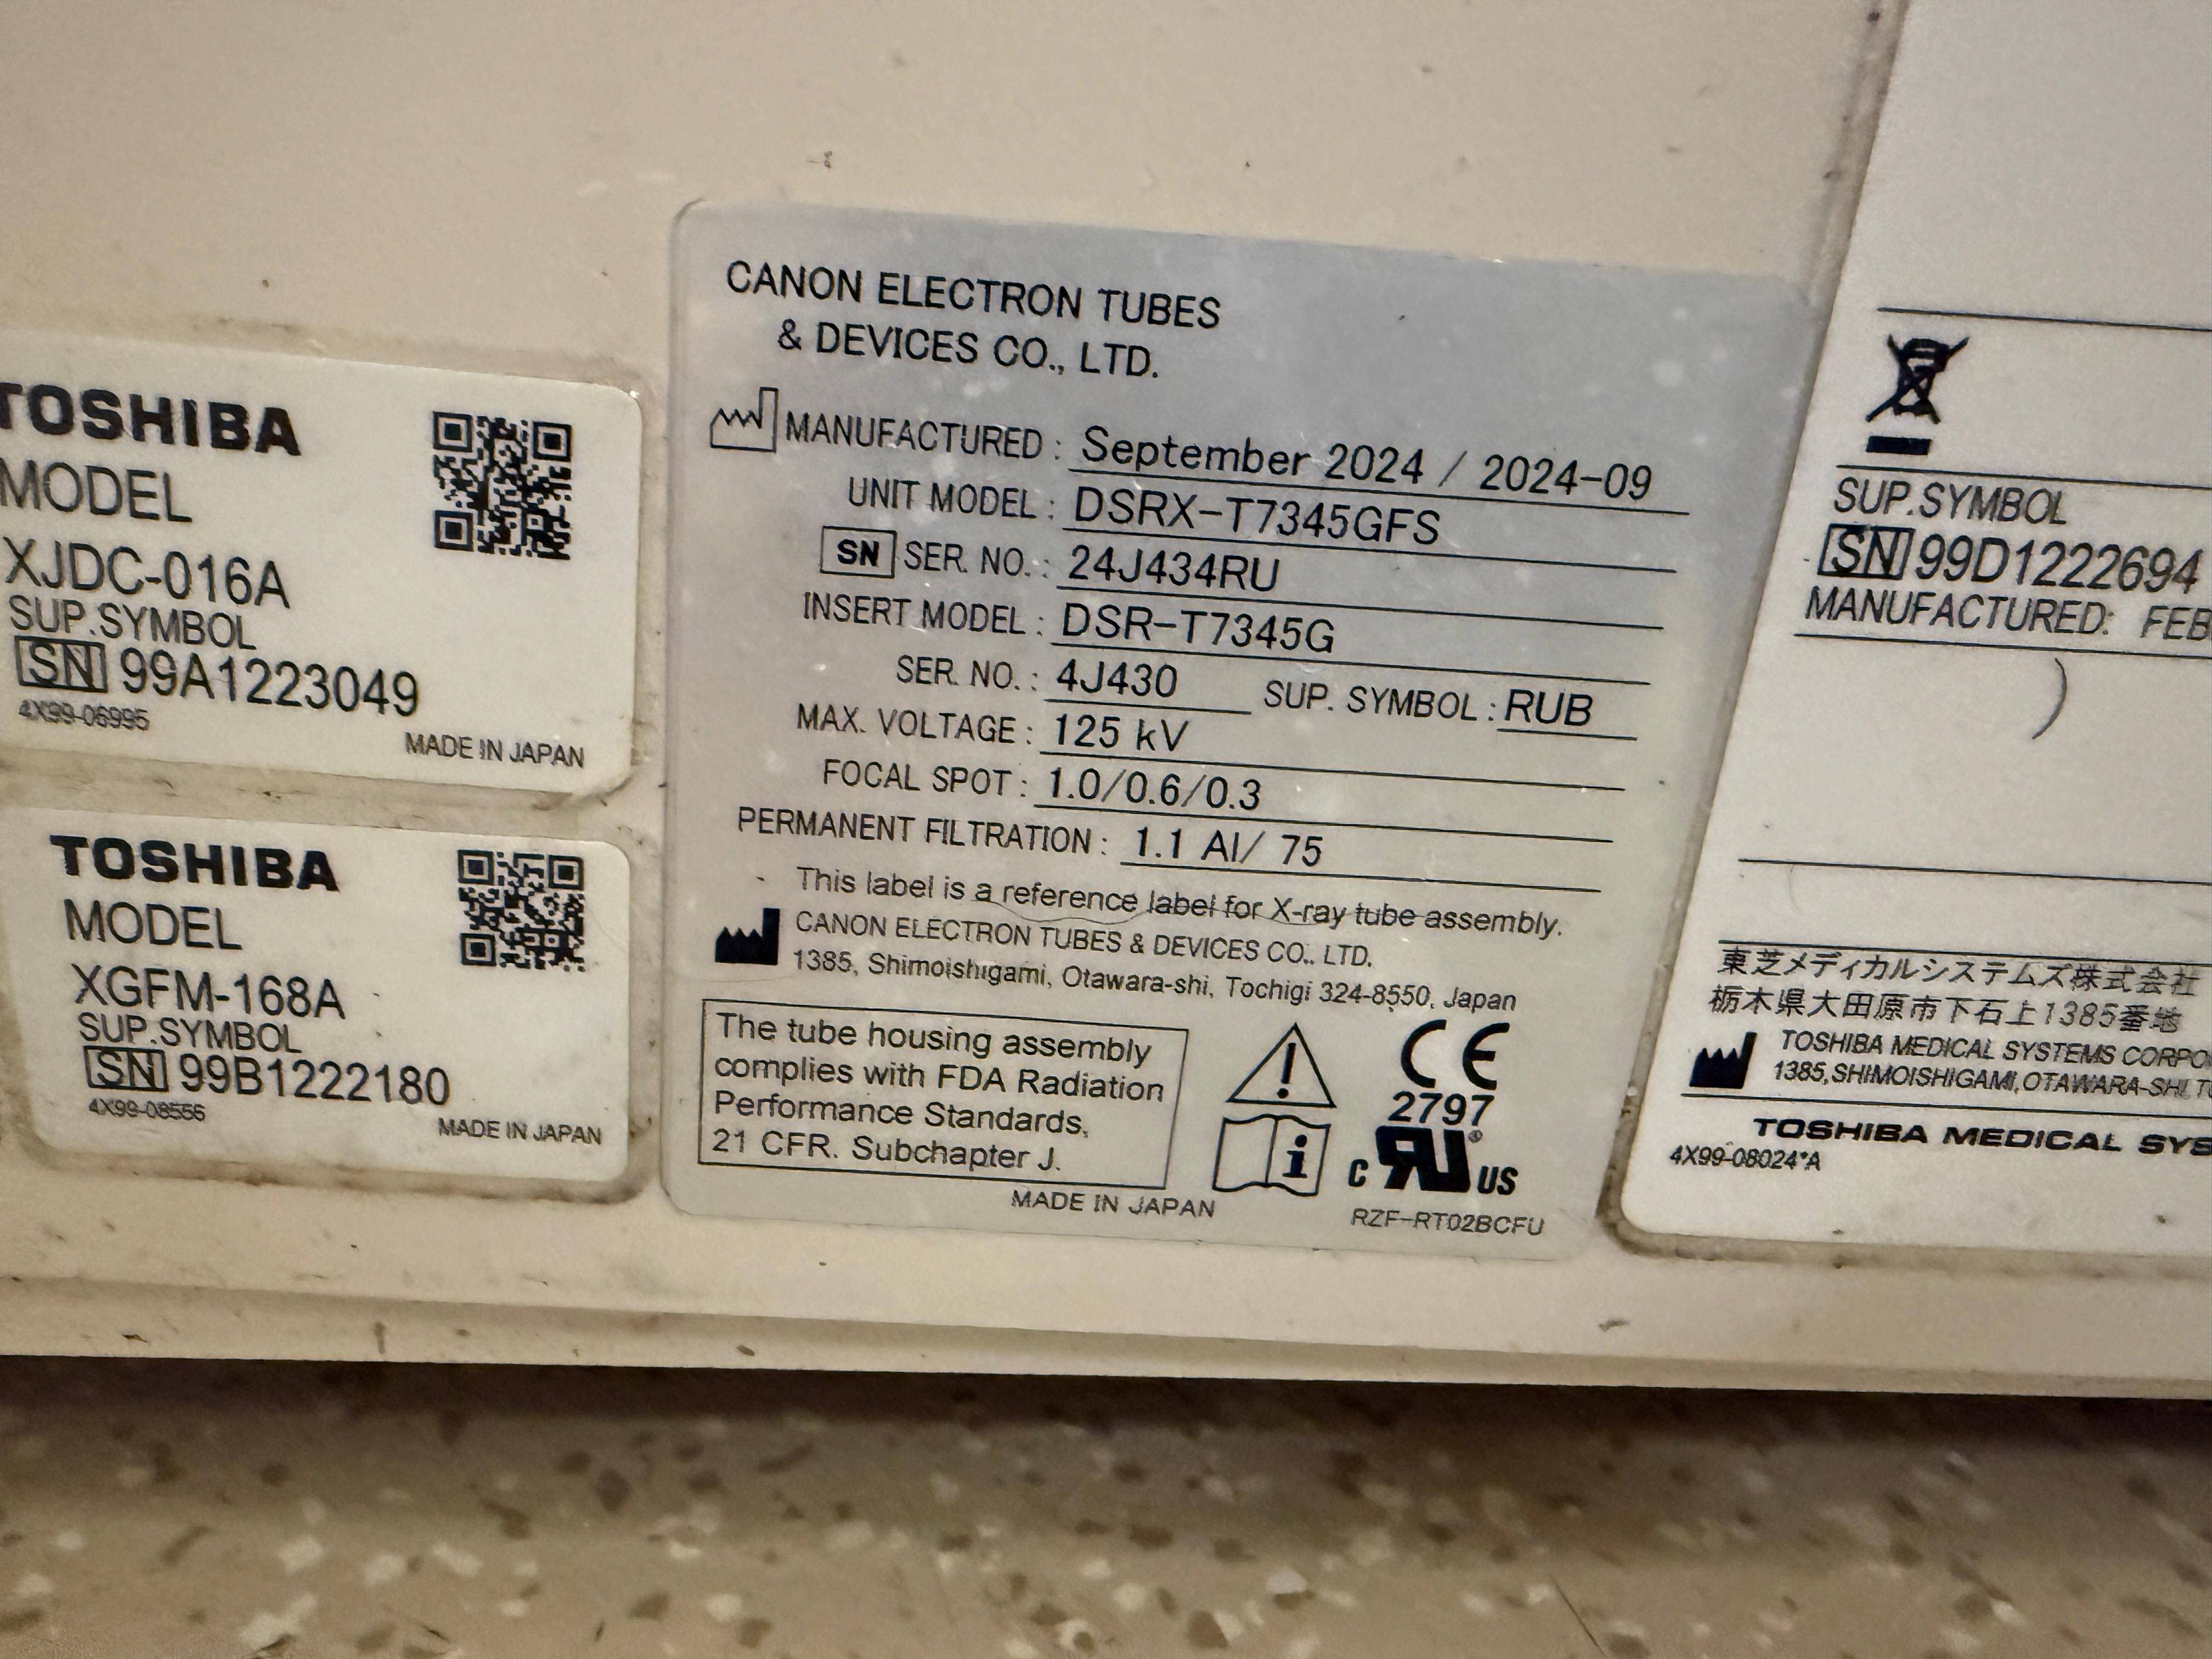 TOSHIBA
MODEL
XJDC-016A
SUP.SYMBOL
SN 99A1223049
4X99-06995
MADE IN JAPAN
TOSHIBA
MODEL
XGFM-168A
SUP.SYMBOL
SN 99B1222180
4X99-08556
MADE IN JAPAN
CANON ELECTRON TUBES
& DEVICES CO., LTD.
MANUFACTURED : September 2024 / 2024-09
UNIT MODEL : DSRX-T7345GFS
SN SER. NO. : 24J434RU
INSERT MODEL : DSR-T7345G
SER. NO. : 4J430 SUP. SYMBOL : RUB
MAX. VOLTAGE : 125 kV
FOCAL SPOT : 1.0/0.6/0.3
PERMANENT FILTRATION : 1.1 Al/ 75
This label is a reference label for X-ray tube assembly.
CANON ELECTRON TUBES & DEVICES CO., LTD.
1385, Shimoishigami, Otawara-shi, Tochigi 324-8550, Japan
The tube housing assembly
complies with FDA Radiation
Performance Standards,
21 CFR. Subchapter J.
CE
2797
c RU® US
MADE IN JAPAN
RZF-RT02BCFU
SUP.SYMBOL
SN 99D1222694
MANUFACTURED: FEB
東芝メディカルシステムズ株式会社
栃木県大田原市下石上1385番地
TOSHIBA MEDICAL SYSTEMS CORPO
1385,SHIMOISHIGAMI,OTAWARA-SHI,T
TOSHIBA MEDICAL SYS
4X99-08024*A